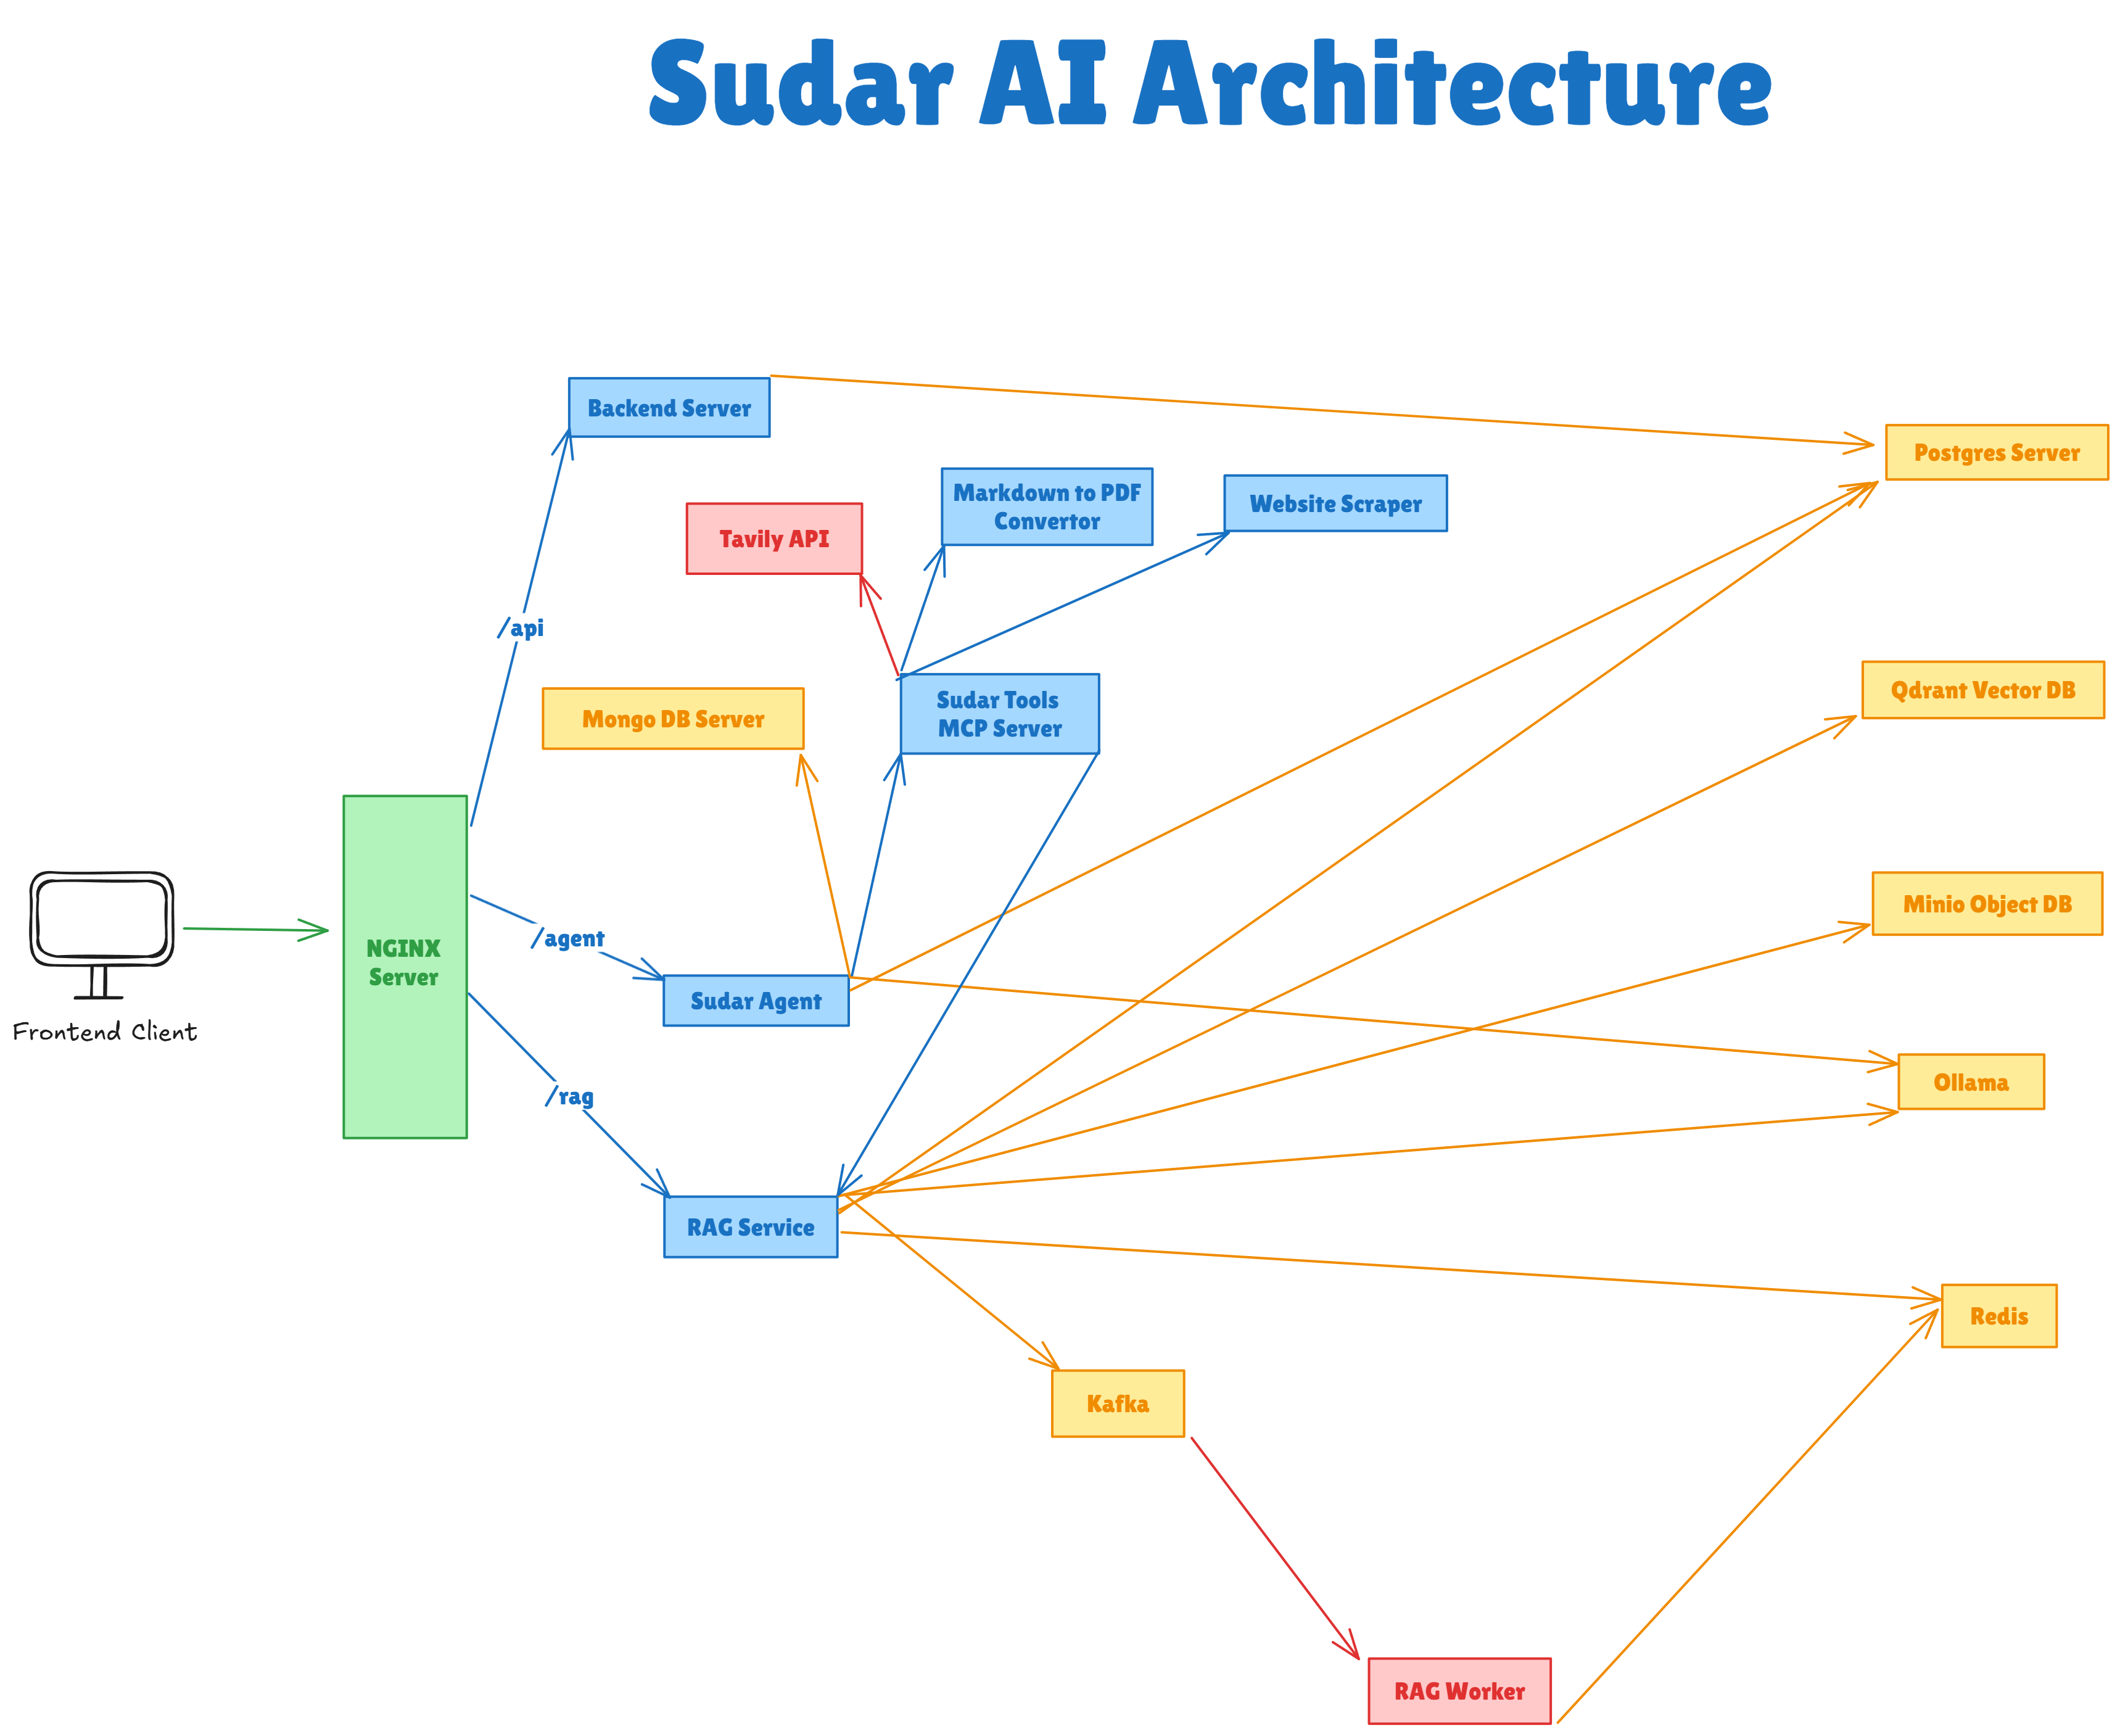 Sudar AI Architecture
Backend Server
Postgres Server
Markdown to PDF
Convertor
Website Scraper
Tavily API
/api
Mongo DB Server
Sudar Tools
MCP Server
Qdrant Vector DB
Minio Object DB
NGINX
Server
/agent
Sudar Agent
Frontend Client
Ollama
/rag
RAG Service
Redis
Kafka
RAG Worker